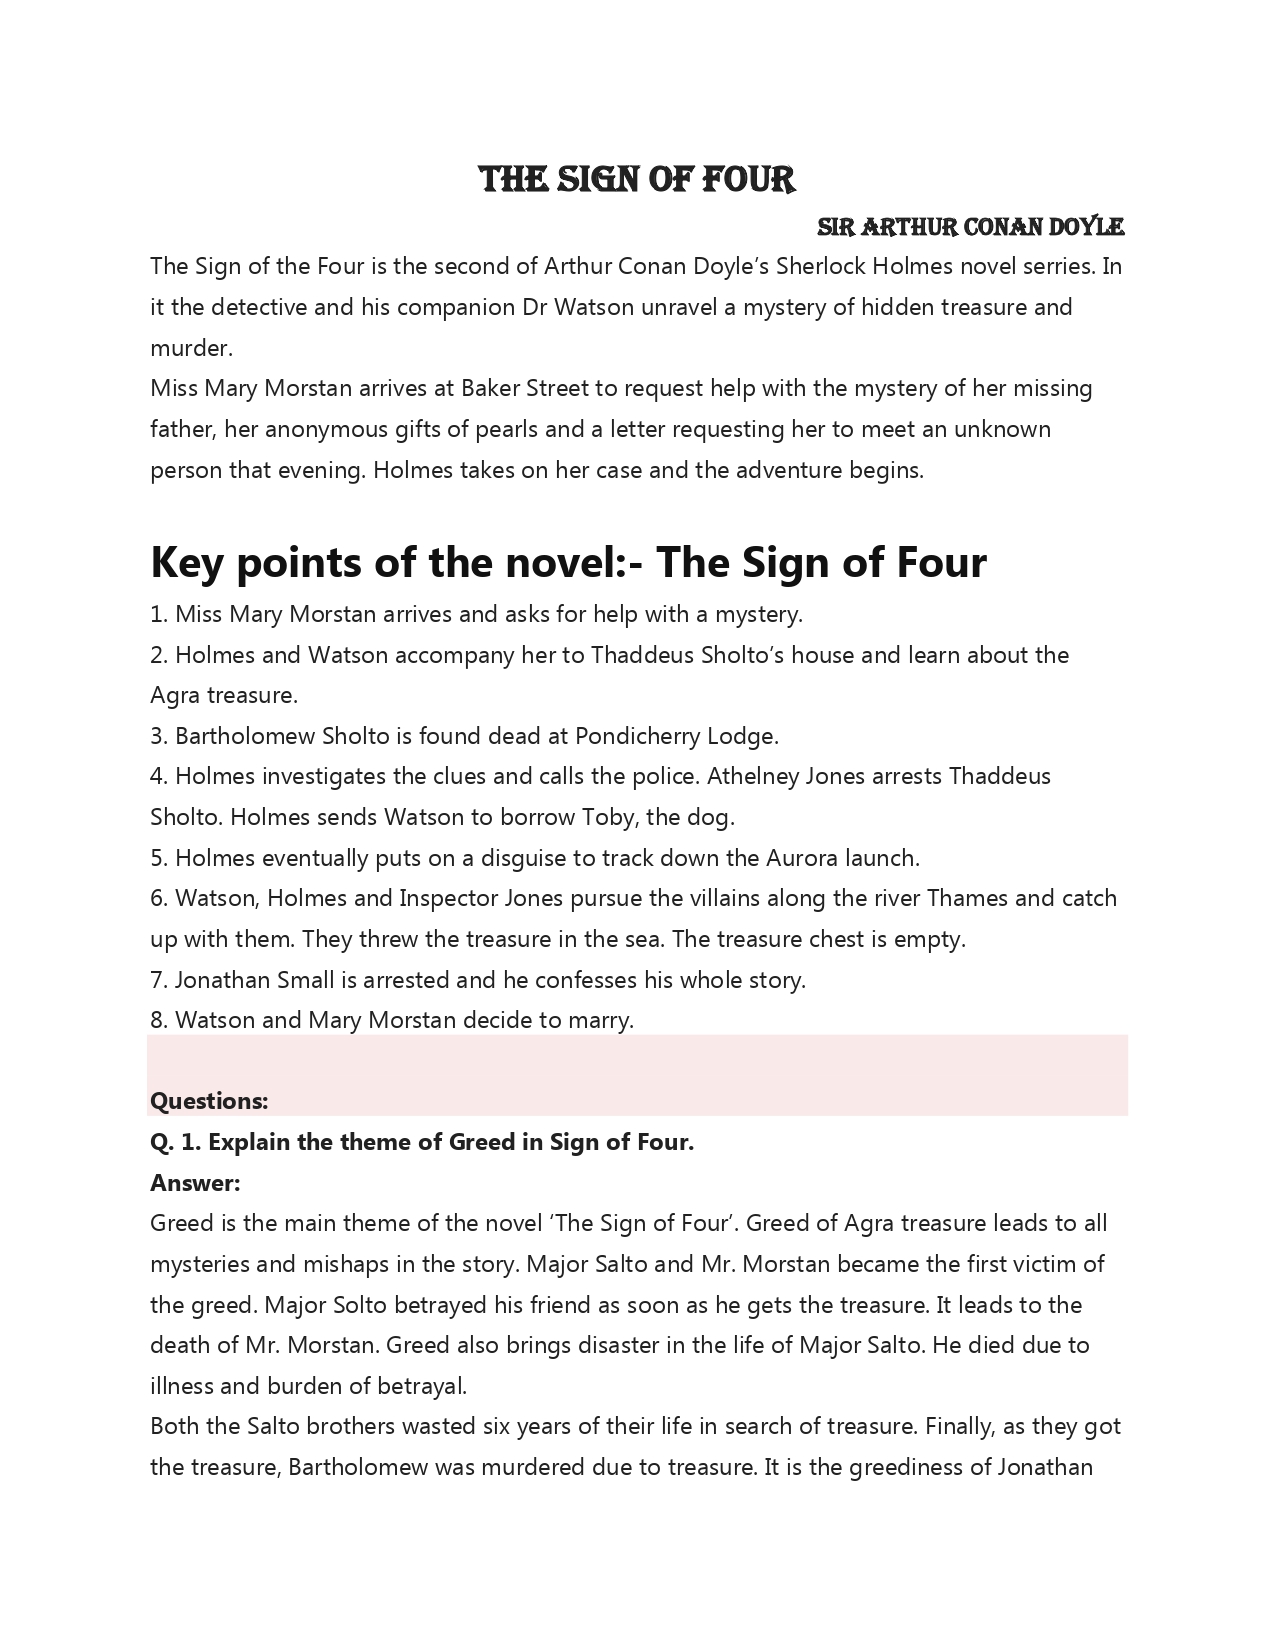 THE SIGN OF FOUR
SIR ARTHUR CONAN DOYLE
The Sign of the Four is the second of Arthur Conan Doyle’s Sherlock Holmes novel serries. In
it the detective and his companion Dr Watson unravel a mystery of hidden treasure and
murder.
Miss Mary Morstan arrives at Baker Street to request help with the mystery of her missing
father, her anonymous gifts of pearls and a letter requesting her to meet an unknown
person that evening. Holmes takes on her case and the adventure begins.
Key points of the novel:- The Sign of Four
1. Miss Mary Morstan arrives and asks for help with a mystery.
2. Holmes and Watson accompany her to Thaddeus Sholto’s house and learn about the
Agra treasure.
3. Bartholomew Sholto is found dead at Pondicherry Lodge.
4. Holmes investigates the clues and calls the police. Athelney Jones arrests Thaddeus
Sholto. Holmes sends Watson to borrow Toby, the dog.
5. Holmes eventually puts on a disguise to track down the Aurora launch.
6. Watson, Holmes and Inspector Jones pursue the villains along the river Thames and catch
up with them. They threw the treasure in the sea. The treasure chest is empty.
7. Jonathan Small is arrested and he confesses his whole story.
8. Watson and Mary Morstan decide to marry.
Questions:
Q. 1. Explain the theme of Greed in Sign of Four.
Answer:
Greed is the main theme of the novel ‘The Sign of Four’. Greed of Agra treasure leads to all
mysteries and mishaps in the story. Major Salto and Mr. Morstan became the first victim of
the greed. Major Solto betrayed his friend as soon as he gets the treasure. It leads to the
death of Mr. Morstan. Greed also brings disaster in the life of Major Salto. He died due to
illness and burden of betrayal.
Both the Salto brothers wasted six years of their life in search of treasure. Finally, as they got
the treasure, Bartholomew was murdered due to treasure. It is the greediness of Jonathan